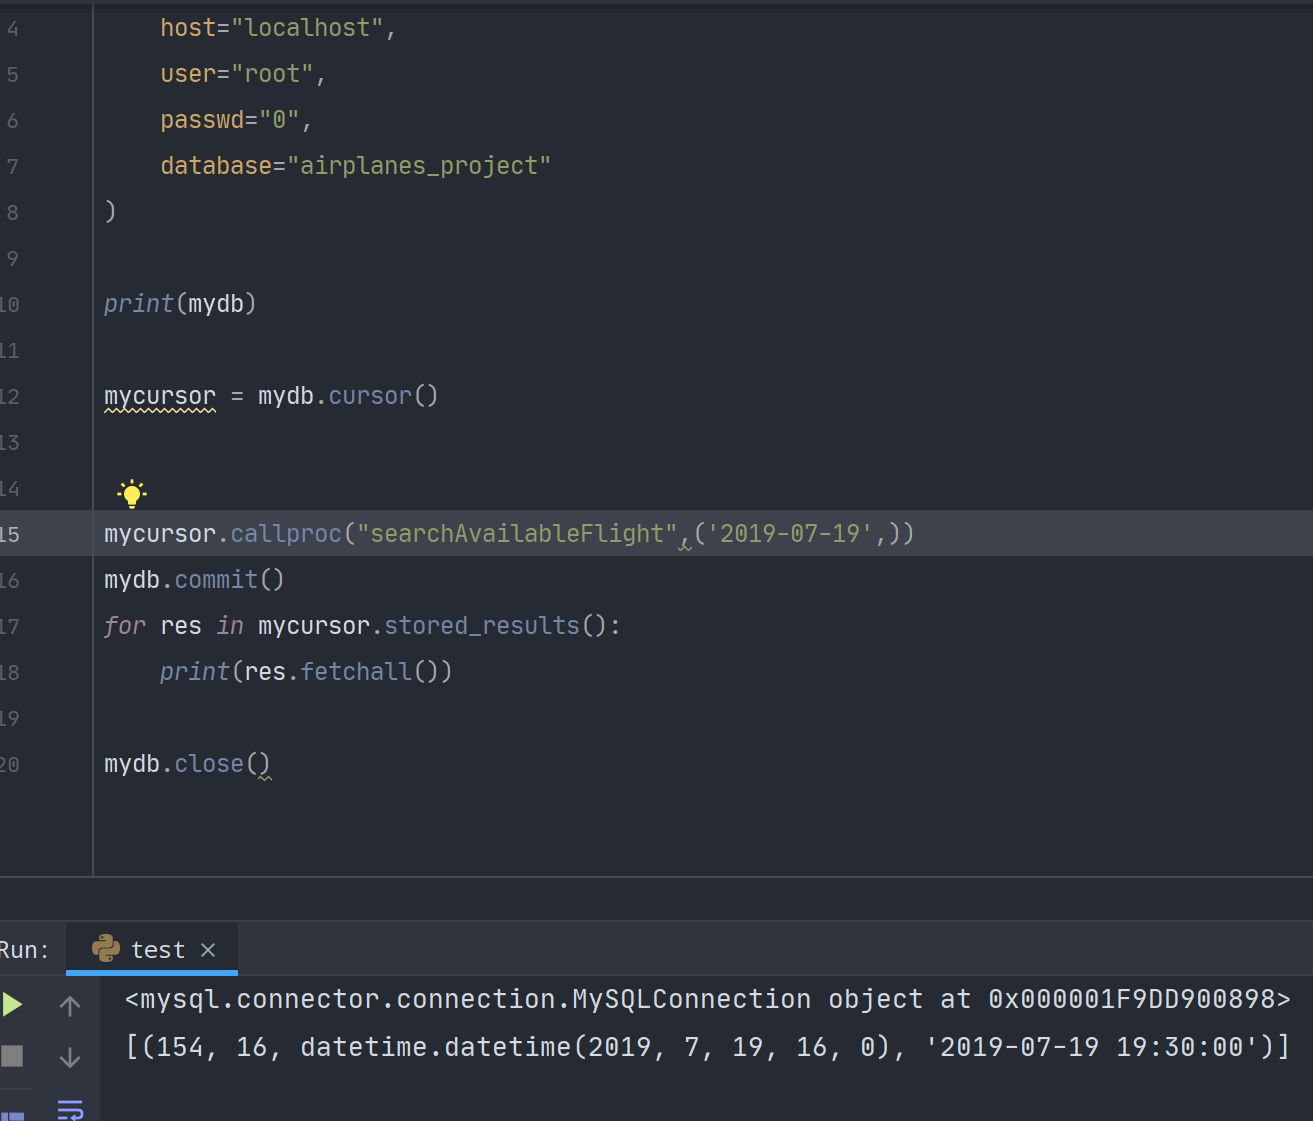 4 host="localhost",
5 user="root",
6 passwd="0",
7 database="airplanes_project"
8 )
9
10 print(mydb)
11
12 mycursor = mydb.cursor()
13
14
15 mycursor.callproc("searchAvailableFlight",('2019-07-19',))
16 mydb.commit()
17 for res in mycursor.stored_results():
18 print(res.fetchall())
19
20 mydb.close()
Run: test ×
<mysql.connector.connection.MySQLConnection object at 0x000001F9DD900898>
[(154, 16, datetime.datetime(2019, 7, 19, 16, 0), '2019-07-19 19:30:00')]